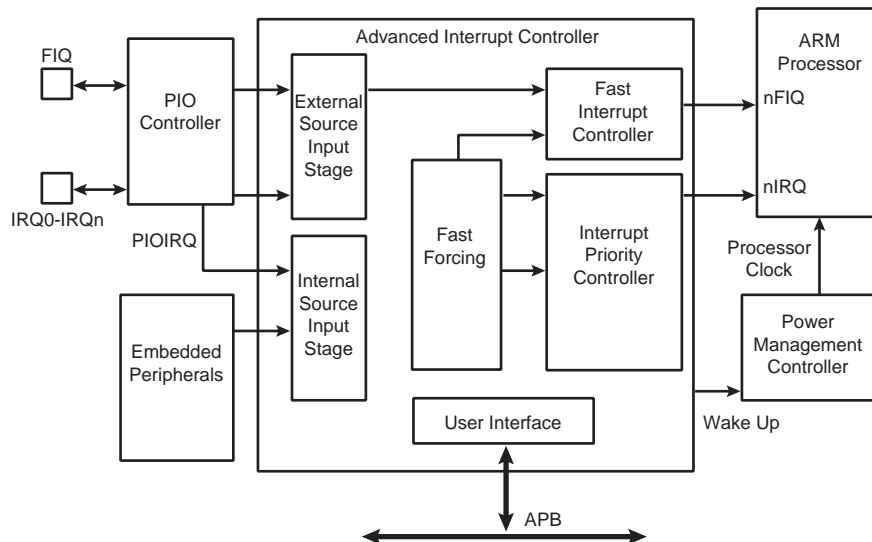 FIQ
IRQ0-IRQn
PIO
Controller
PIOIRQ
Embedded
Peripherals
Advanced Interrupt Controller
External
Source
Input
Stage
Internal
Source
Input
Stage
Fast
Forcing
Fast
Interrupt
Controller
Interrupt
Priority
Controller
User Interface
APB
ARM
Processor
nFIQ
nIRQ
Processor
Clock
Power
Management
Controller
Wake Up